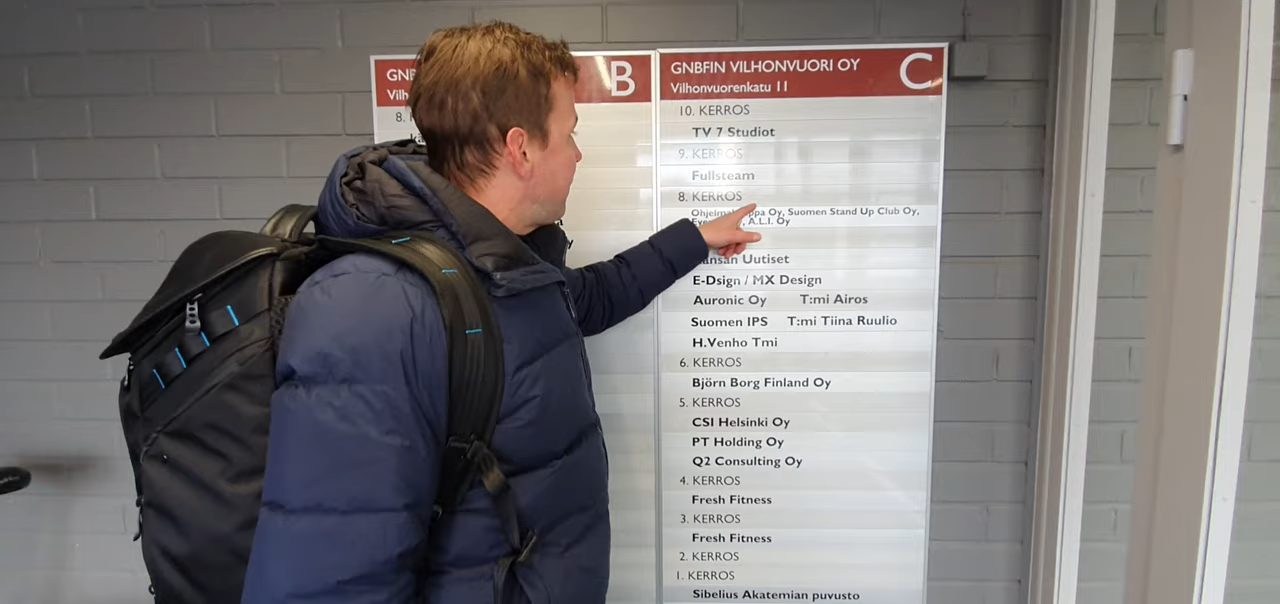 B
8.
GNBFIN VILHONVUORI OY C
Vilhonvuorenkatu 11
10. KERROS
TV 7 Studiot
9. KERROS
Fullsteam
8. KERROS
Oy, Suomen Stand Up Club Oy,
A.L.I. Oy
Uutiset
E-Dsign / MX Design
Auronic Oy T:mi Airos
Suomen IPS T:mi Tiina Ruulio
H.Venho Tmi
6. KERROS
Björn Borg Finland Oy
5. KERROS
CSI Helsinki Oy
PT Holding Oy
Q2 Consulting Oy
4. KERROS
Fresh Fitness
3. KERROS
Fresh Fitness
2. KERROS
1. KERROS
Sibelius Akatemian puvusto